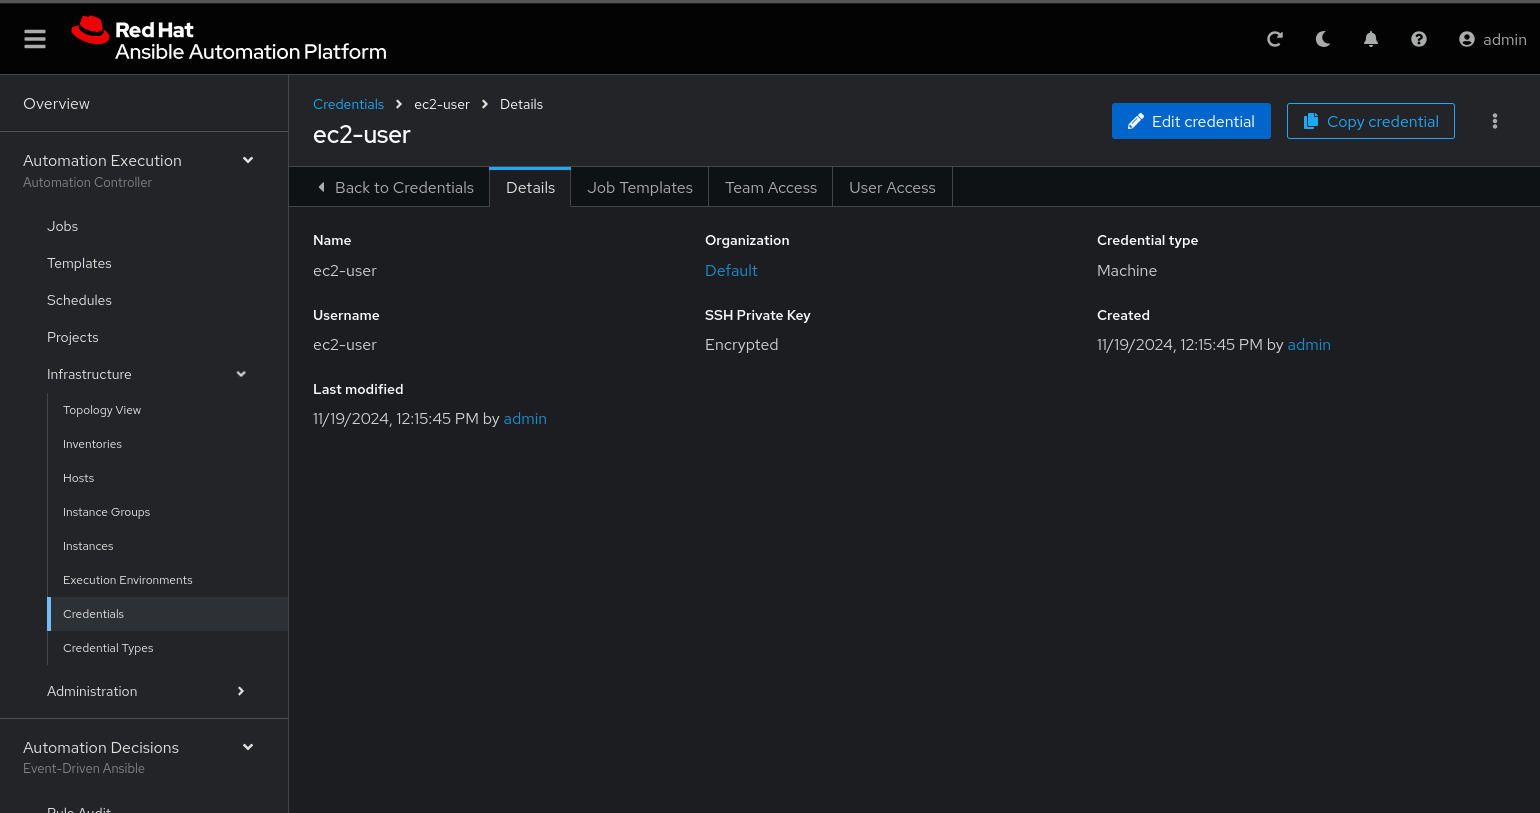 Red Hat
Ansible Automation Platform
admin
Overview
Automation Execution
Automation Controller
Jobs
Templates
Schedules
Projects
Infrastructure
Topology View
Inventories
Hosts
Instance Groups
Instances
Execution Environments
Credentials
Credential Types
Administration
Automation Decisions
Event-Driven Ansible
Rule Audit
Credentials ec2-user Details
ec2-user
Edit credential
Copy credential
Back to Credentials
Details
Job Templates
Team Access
User Access
Name
ec2-user
Organization
Default
Credential type
Machine
Username
ec2-user
SSH Private Key
Encrypted
Created
11/19/2024, 12:15:45 PM by admin
Last modified
11/19/2024, 12:15:45 PM by admin